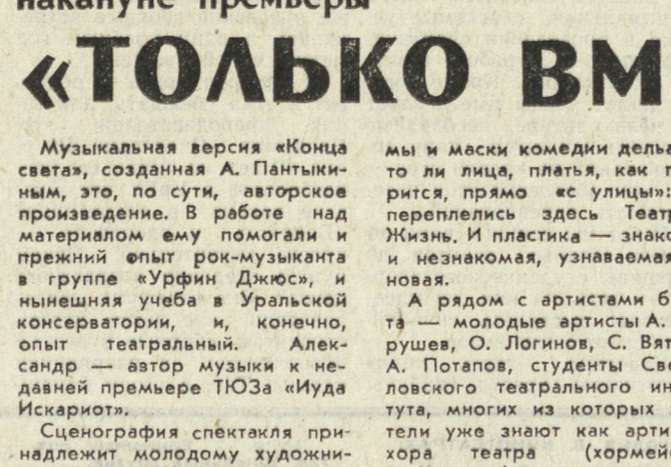 накануне премьеры
«ТОЛЬКО ВМ
Музыкальная версия «Конца
света», созданная А. Пантыки-
ным, это, по сути, авторское
произведение. В работе над
материалом ему помогали и
прежний опыт рок-музыканта
в группе «Урфин Джюс», и
нынешняя учеба в Уральской
консерватории, и, конечно,
опыт театральный. Алек-
сандр — автор музыки к не-
давней премьере ТЮЗа «Иуда
Искариот».
Сценография спектакля при-
надлежит молодому художни-
мы и маски комедии дель
то ли лица, платья, как г
рится, прямо «с улицы»:
переплелись здесь Теат
Жизнь. И пластика — знако
и незнакомая, узнаваемая
новая.
А рядом с артистами б
та — молодые артисты А.
рушев, О. Логинов, С. Вят
А. Потапов, студенты Све
ловского театрального ин
тута, многих из которых
тели уже знают как арти
хора театра (хормей